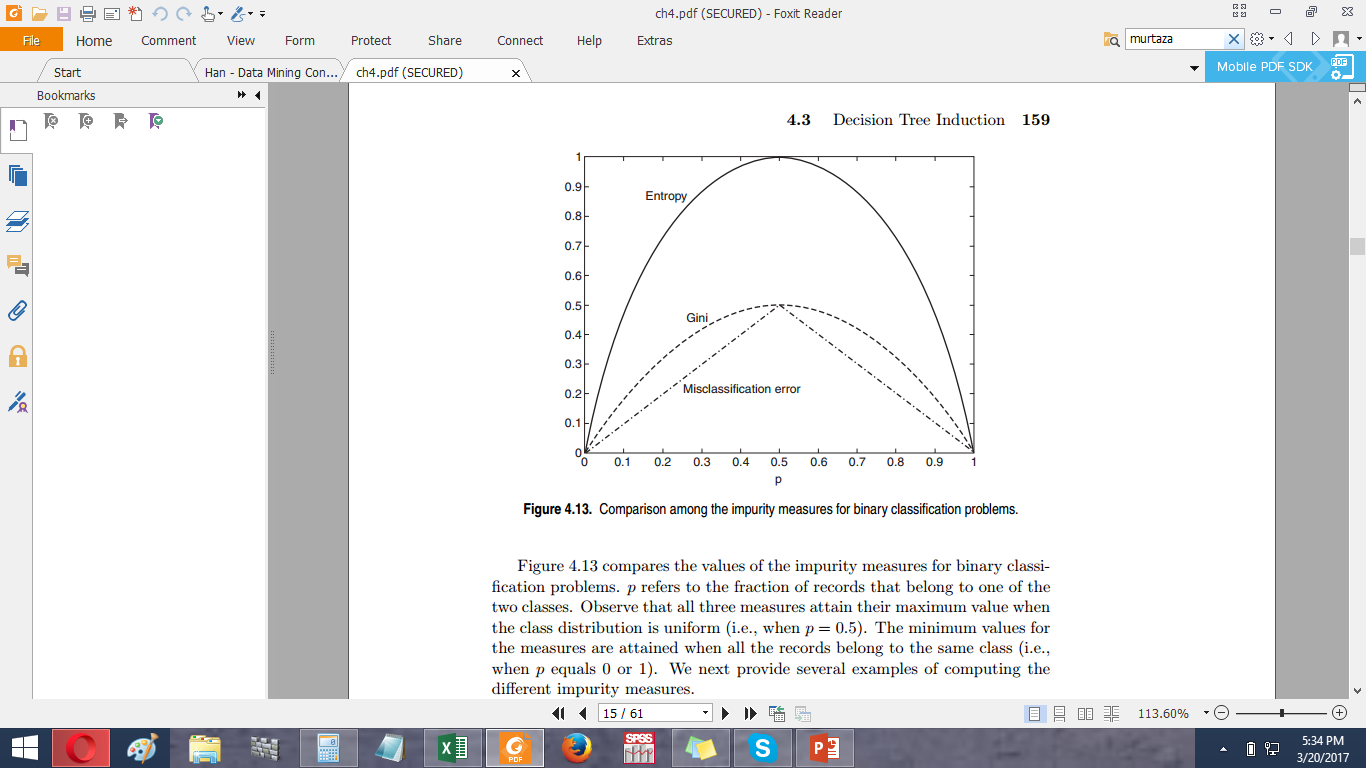 ch4.pdf (SECURED) - Foxit Reader
File Home Comment View Form Protect Share Connect Help Extras
murtaza
Start
Han - Data Mining Con...
ch4.pdf (SECURED)
Mobile PDF SDK
PDF
Bookmarks
4.3 Decision Tree Induction 159
1
0.9
0.8
0.7
0.6
0.5
0.4
0.3
0.2
0.1
0
Entropy
Gini
Misclassification error
0 0.1 0.2 0.3 0.4 0.5 0.6 0.7 0.8 0.9 1
p
Figure 4.13. Comparison among the impurity measures for binary classification problems.
Figure 4.13 compares the values of the impurity measures for binary classi-
fication problems. p refers to the fraction of records that belong to one of the
two classes. Observe that all three measures attain their maximum value when
the class distribution is uniform (i.e., when p = 0.5). The minimum values for
the measures are attained when all the records belong to the same class (i.e.,
when p equals 0 or 1). We next provide several examples of computing the
different impurity measures.
15 / 61
113.60%
PDF
SPSS
5:34 PM
3/20/2017